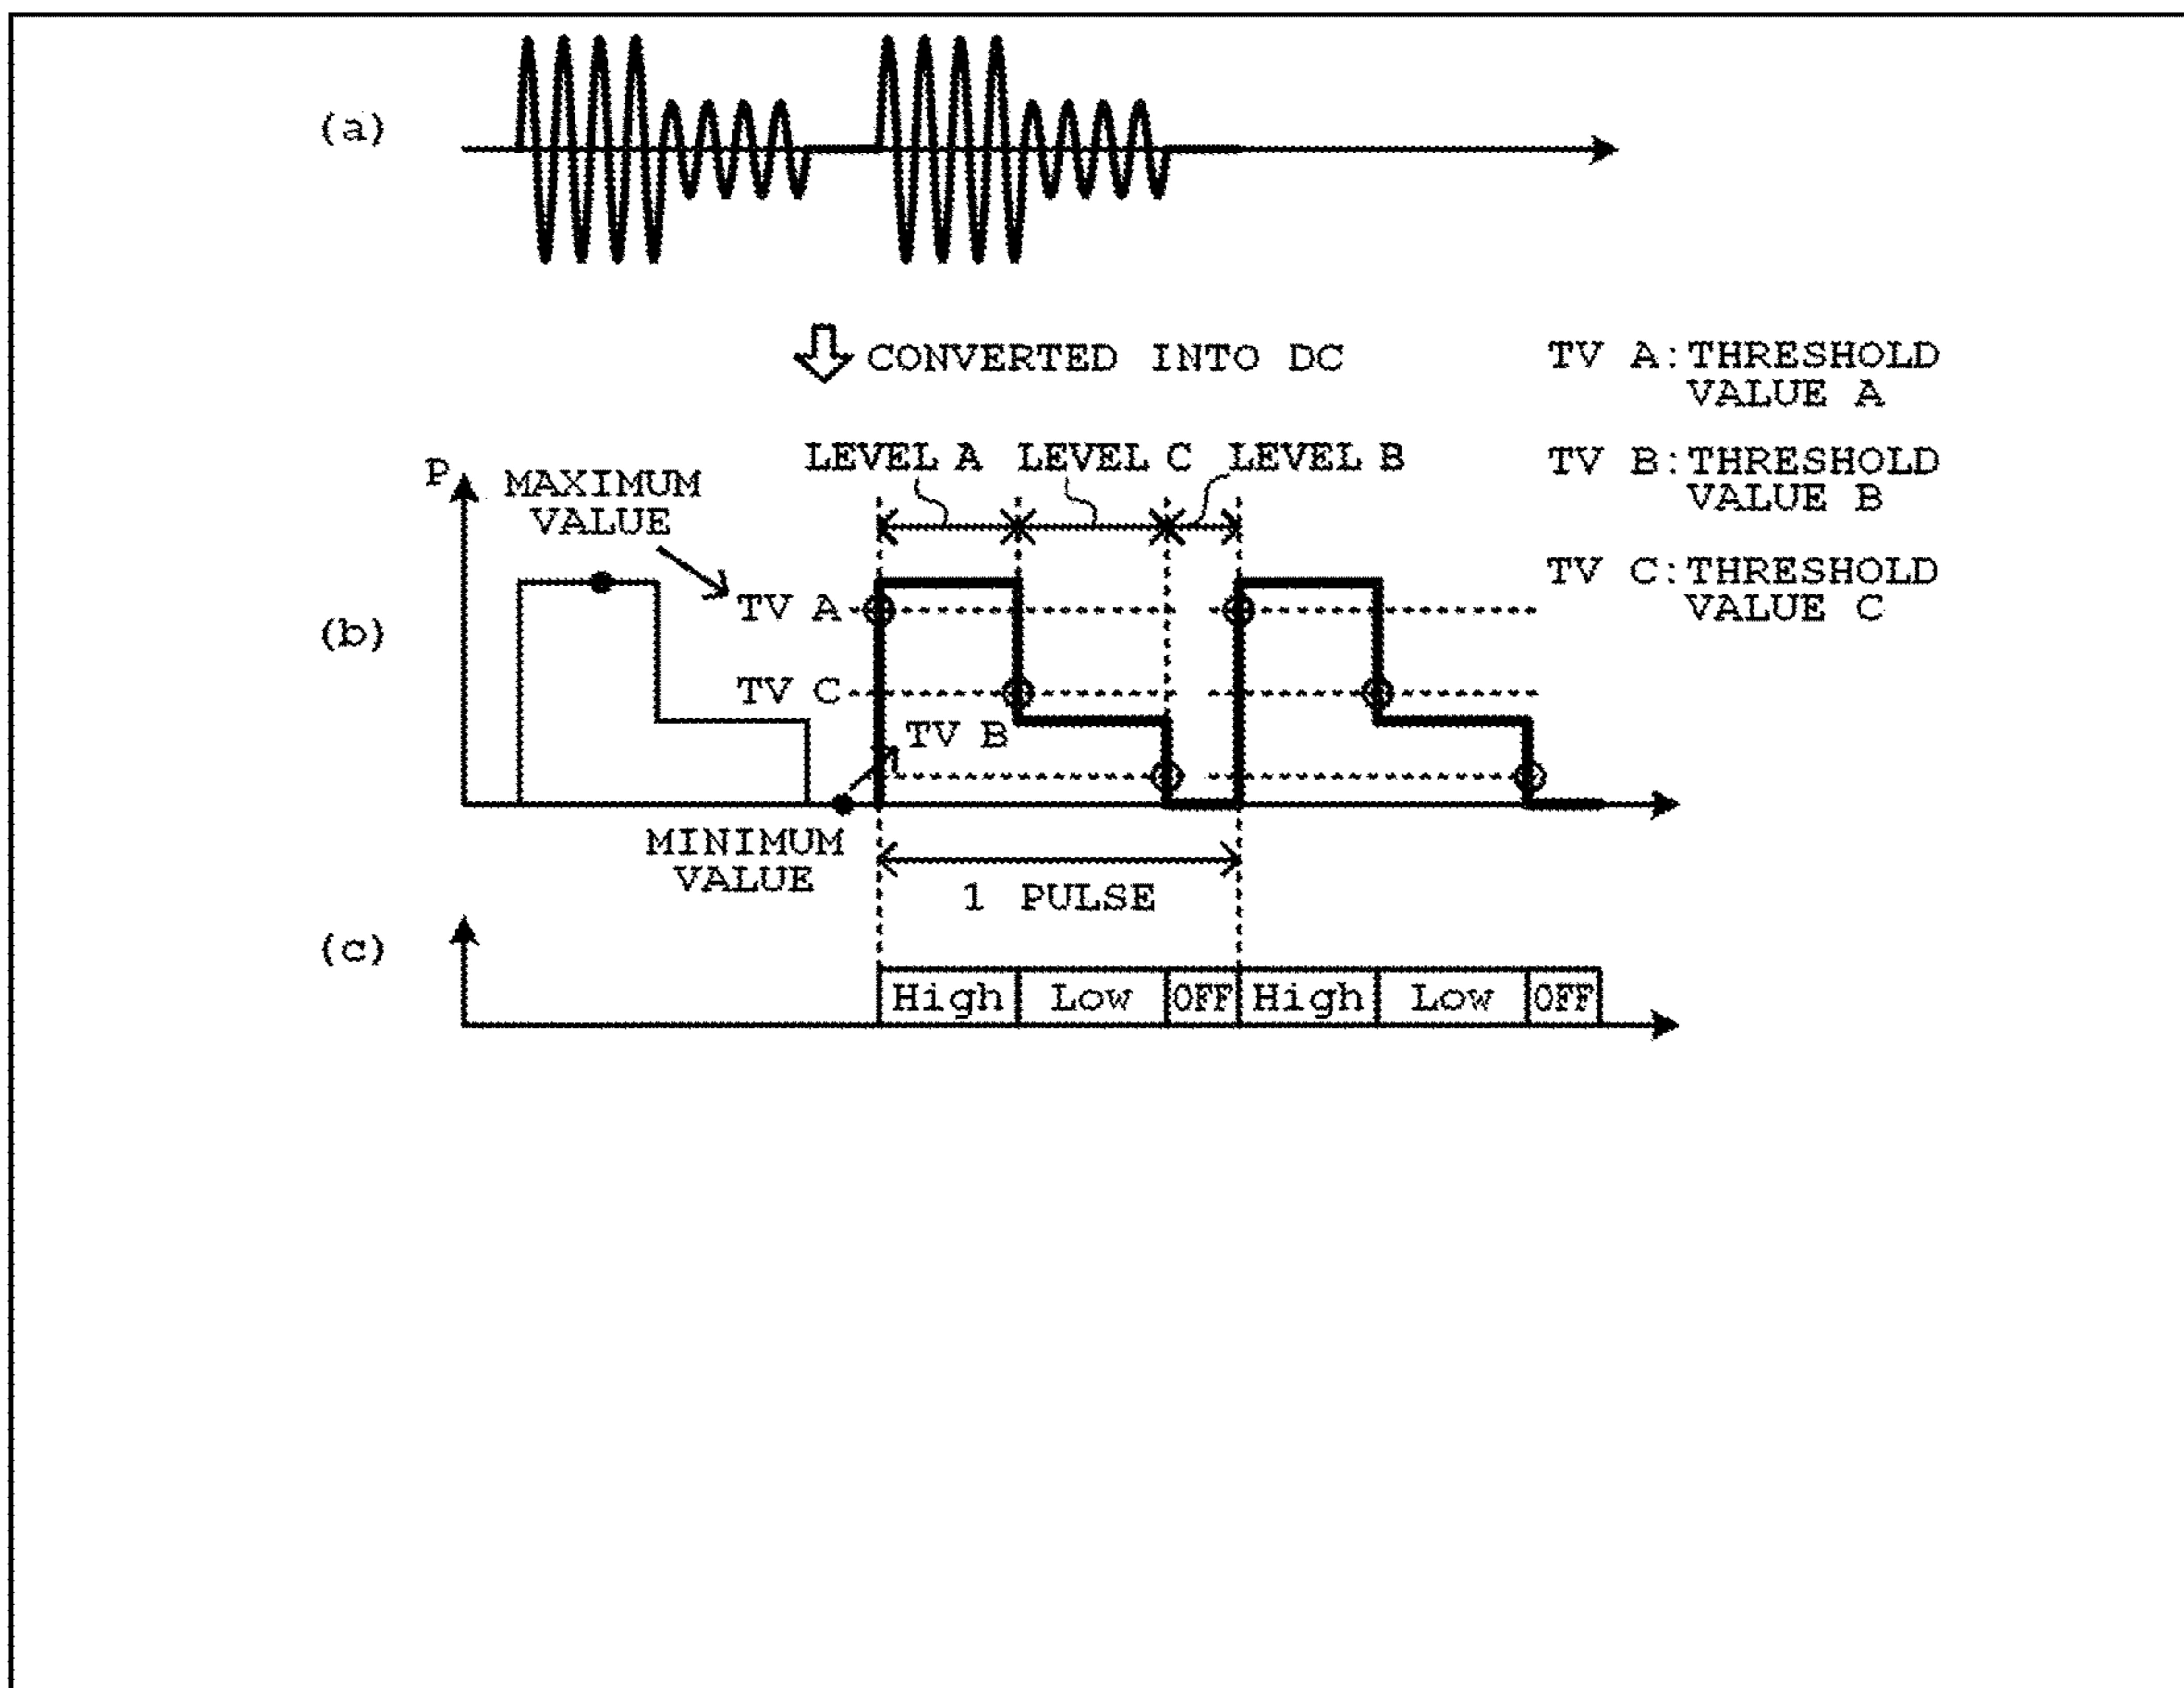 (a)
CONVERTED INTO DC
TV A:THRESHOLD
VALUE A
TV B:THRESHOLD
VALUE B
TV C:THRESHOLD
VALUE C
LEVEL A LEVEL C LEVEL B
P
MAXIMUM
VALUE
(b)
TV A
TV C
TV B
MINIMUM
VALUE
1 PULSE
(c)
High Low OFF High Low OFF